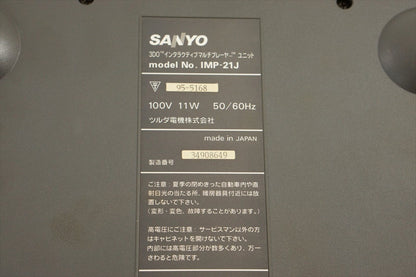 SANYO
3DO™インタラクティブマルチプレーヤー™ユニット
model No. IMP-21J
95-5168
100V 11W 50/60Hz
ツルダ電機株式会社
made in JAPAN
製造番号
34908649
ご注意:夏季の閉めきった自動車内や直
射日光の当たる所、暖房器具付近には放
置しないで下さい。
(変形・変色、故障することがあります。)
高電圧にご注意:サービスマン以外の方
はキャビネットを開けないで下さい。
内部には高電圧部分が数多くあり、万一
さわると危険です。